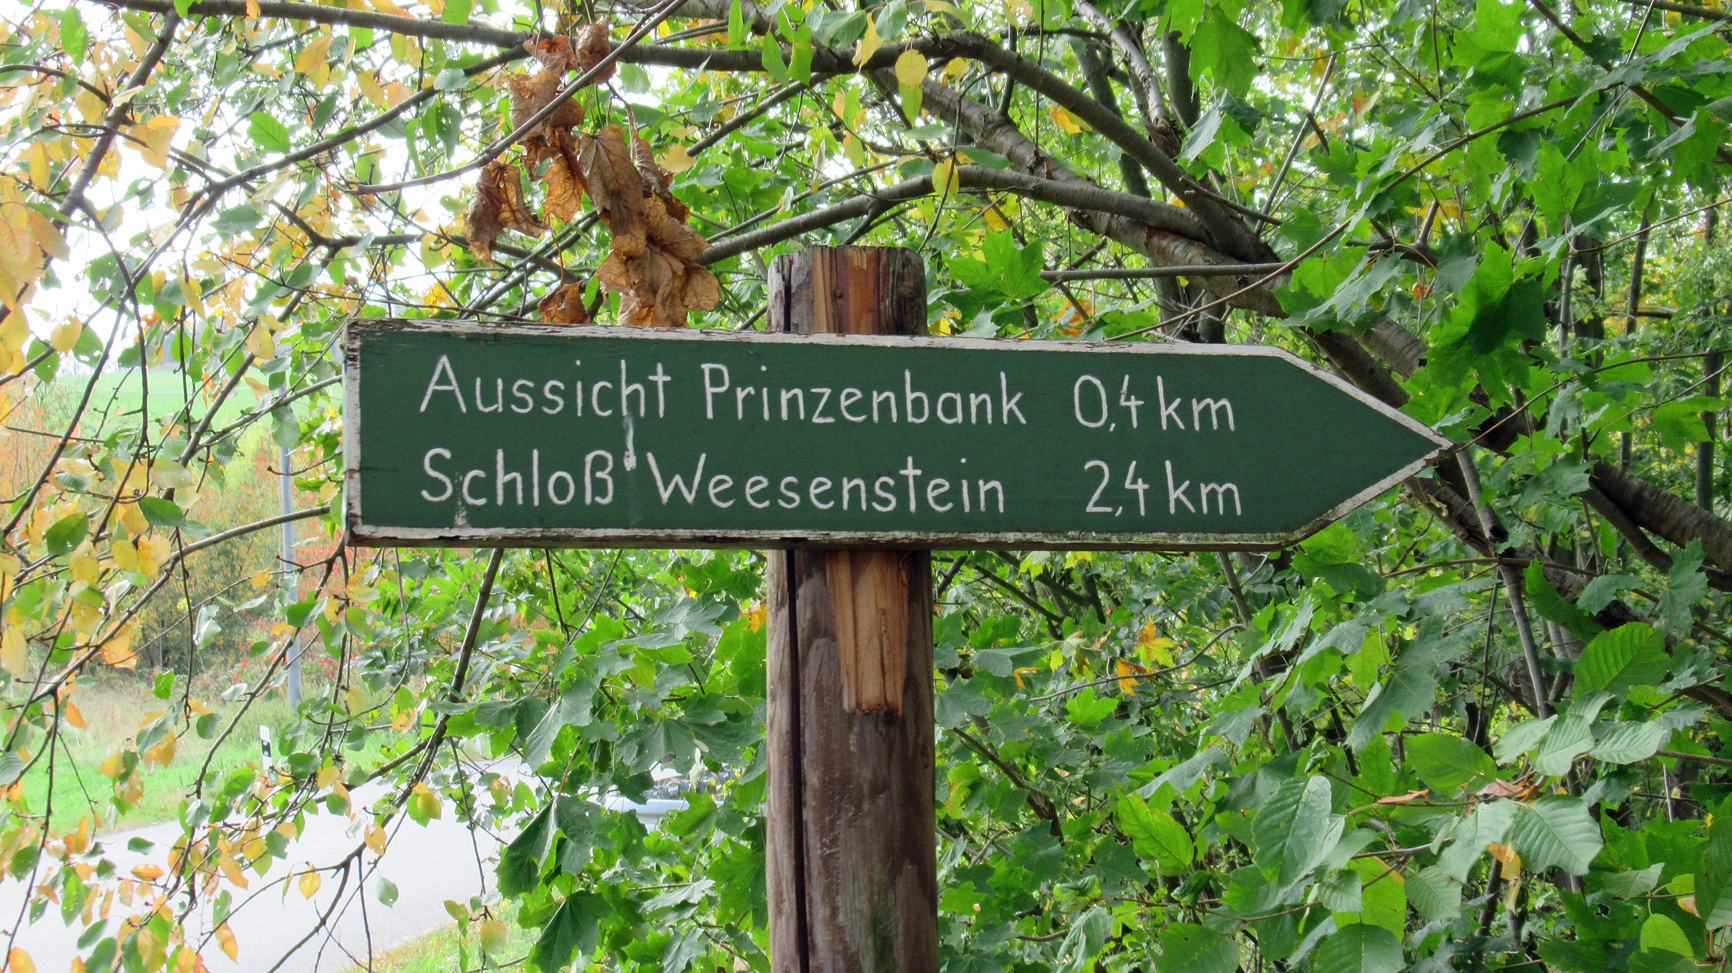 Aussicht Prinzenbank 0,4 km
Schloß Weesenstein 2,4 km